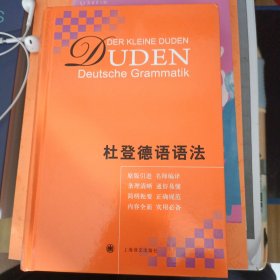 DER KLEINE DUDEN
DUDEN
Deutsche Grammatik
杜登德语语法
原版引进 名师编译
条理清晰 通俗易懂
简明扼要 正确规范
内容全面 实用必备
上海译文出版社